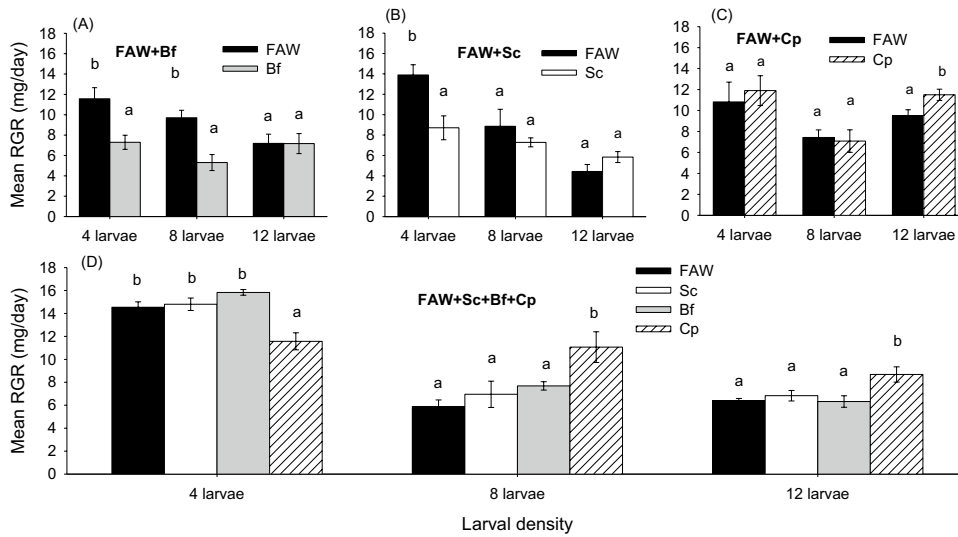 (A)
FAW+Bf
FAW
Bf
Mean RGR (mg/day)
18
16
14
12
10
8
6
4
2
0
b
a
b
a
a
a
4 larvae
8 larvae
12 larvae
(B)
FAW+Sc
FAW
Sc
18
16
14
12
10
8
6
4
2
0
b
a
a
a
a
a
4 larvae
8 larvae
12 larvae
(C)
FAW+Cp
FAW
Cp
18
16
14
12
10
8
6
4
2
0
a
a
a
a
a
b
4 larvae
8 larvae
12 larvae
(D)
FAW+Sc+Bf+Cp
FAW
Sc
Bf
Cp
Mean RGR (mg/day)
18
16
14
12
10
8
6
4
2
0
b
b
b
a
a
a
a
b
a
a
a
b
4 larvae
8 larvae
12 larvae
Larval density